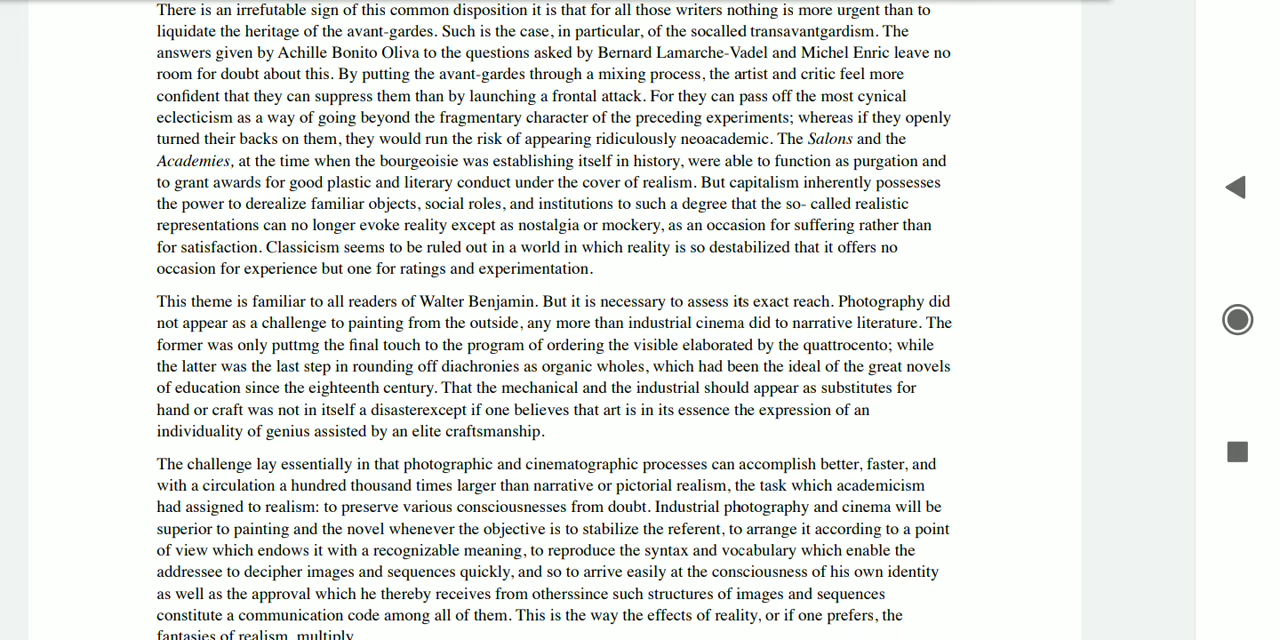 There is an irrefutable sign of this common disposition it is that for all those writers nothing is more urgent than to
liquidate the heritage of the avant-gardes. Such is the case, in particular, of the socalled transavantgardism. The
answers given by Achille Bonito Oliva to the questions asked by Bernard Lamarche-Vadel and Michel Enric leave no
room for doubt about this. By putting the avant-gardes through a mixing process, the artist and critic feel more
confident that they can suppress them than by launching a frontal attack. For they can pass off the most cynical
eclecticism as a way of going beyond the fragmentary character of the preceding experiments; whereas if they openly
turned their backs on them, they would run the risk of appearing ridiculously neoacademic. The Salons and the
Academies, at the time when the bourgeoisie was establishing itself in history, were able to function as purgation and
to grant awards for good plastic and literary conduct under the cover of realism. But capitalism inherently possesses
the power to derealize familiar objects, social roles, and institutions to such a degree that the so- called realistic
representations can no longer evoke reality except as nostalgia or mockery, as an occasion for suffering rather than
for satisfaction. Classicism seems to be ruled out in a world in which reality is so destabilized that it offers no
occasion for experience but one for ratings and experimentation.
This theme is familiar to all readers of Walter Benjamin. But it is necessary to assess its exact reach. Photography did
not appear as a challenge to painting from the outside, any more than industrial cinema did to narrative literature. The
former was only puttmg the final touch to the program of ordering the visible elaborated by the quattrocento; while
the latter was the last step in rounding off diachronies as organic wholes, which had been the ideal of the great novels
of education since the eighteenth century. That the mechanical and the industrial should appear as substitutes for
hand or craft was not in itself a disasterexcept if one believes that art is in its essence the expression of an
individuality of genius assisted by an elite craftsmanship.
The challenge lay essentially in that photographic and cinematographic processes can accomplish better, faster, and
with a circulation a hundred thousand times larger than narrative or pictorial realism, the task which academicism
had assigned to realism: to preserve various consciousnesses from doubt. Industrial photography and cinema will be
superior to painting and the novel whenever the objective is to stabilize the referent, to arrange it according to a point
of view which endows it with a recognizable meaning, to reproduce the syntax and vocabulary which enable the
addressee to decipher images and sequences quickly, and so to arrive easily at the consciousness of his own identity
as well as the approval which he thereby receives from otherssince such structures of images and sequences
constitute a communication code among all of them. This is the way the effects of reality, or if one prefers, the
fantasies of realism, multiply.